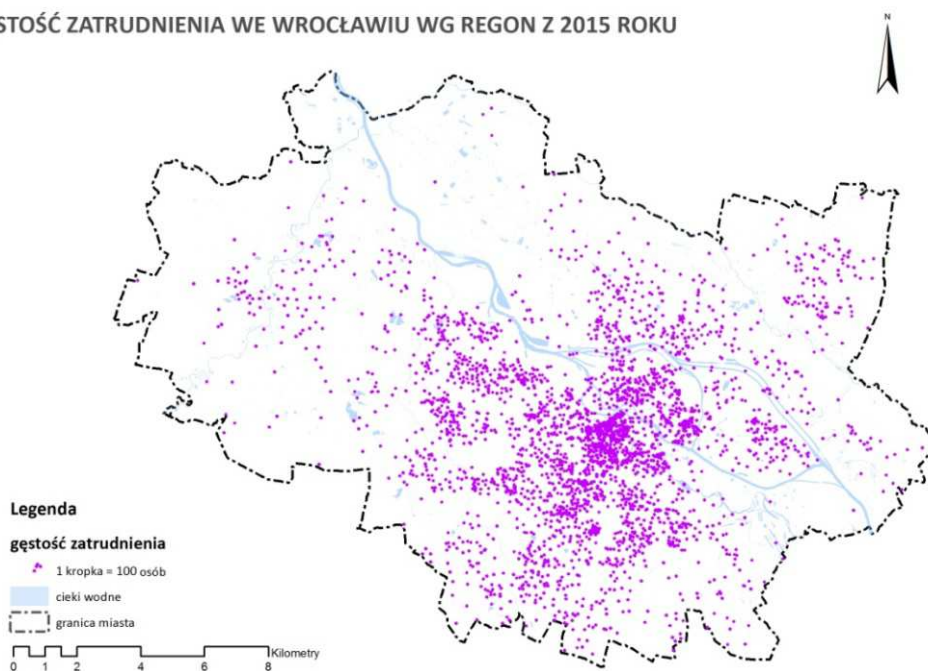 STOŚĆ ZATRUDNIENIA WE WROCŁAWIU WG REGON Z 2015 ROKU
N
Legenda
gęstość zatrudnienia
1 kropka = 100 osób
cieki wodne
granica miasta
Kilometry
0 1 2 4 6 8